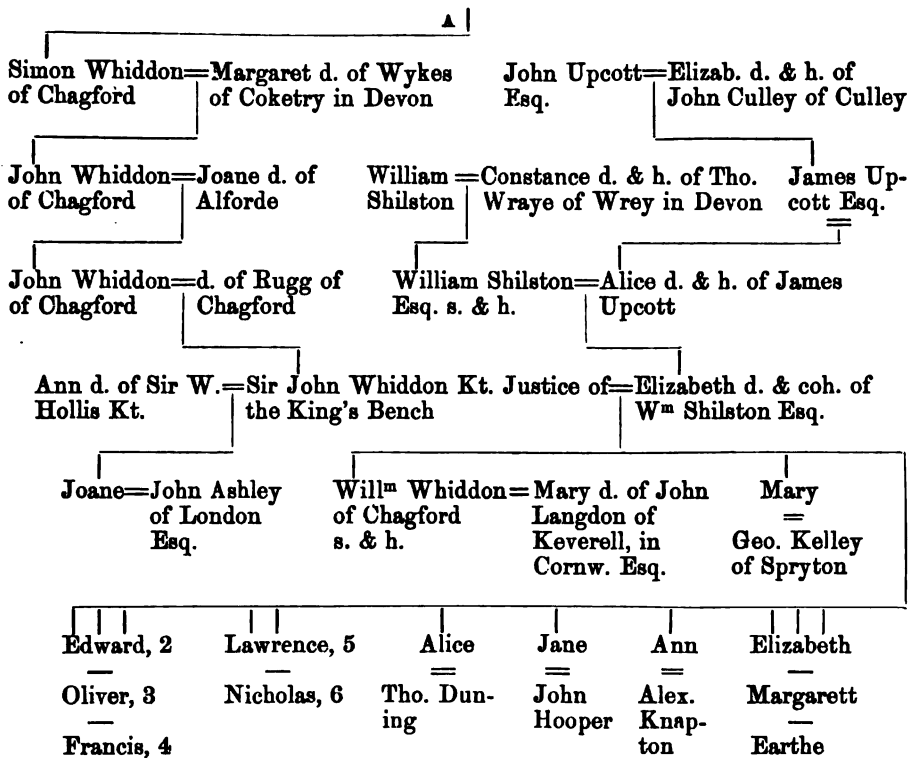 A
Simon Whiddon=Margaret d. of Wykes John Upcott=Elizab. d. & h. of
of Chagford of Coketry in Devon Esq. John Culley of Culley
John Whiddon=Joane d. of William =Constance d. & h. of Tho. James Up-
of Chagford Alforde Shilston Wraye of Wrey in Devon cott Esq.
=
John Whiddon=d. of Rugg of William Shilston=Alice d. & h. of James
of Chagford Chagford Esq. s. & h. Upcott
Ann d. of Sir W.=Sir John Whiddon Kt. Justice of=Elizabeth d. & coh. of
Hollis Kt. the King's Bench Wm Shilston Esq.
Joane=John Ashley Willm Whiddon=Mary d. of John Mary
of London of Chagford Langdon of =
Esq. s. & h. Keverell, in Geo. Kelley
Cornw. Esq. of Spryton
Edward, 2 Lawrence, 5 Alice Jane Ann Elizabeth
— — = = = —
Oliver, 3 Nicholas, 6 Tho. Dun- John Alex. Margarett
— ing Hooper Knap- —
Francis, 4 ton Earthe